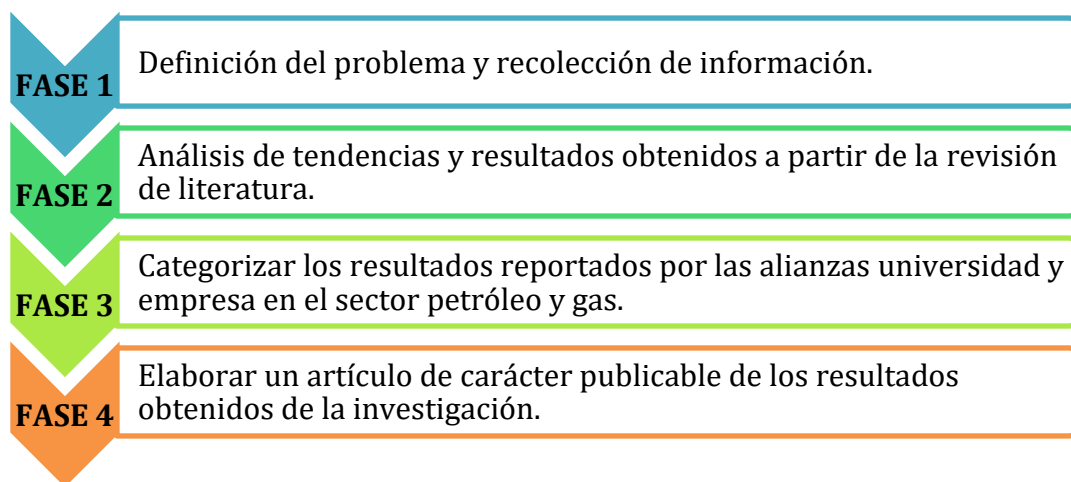 FASE 1
Definición del problema y recolección de información.
FASE 2
Análisis de tendencias y resultados obtenidos a partir de la revisión
de literatura.
FASE 3
Categorizar los resultados reportados por las alianzas universidad y
empresa en el sector petróleo y gas.
FASE 4
Elaborar un artículo de carácter publicable de los resultados
obtenidos de la investigación.